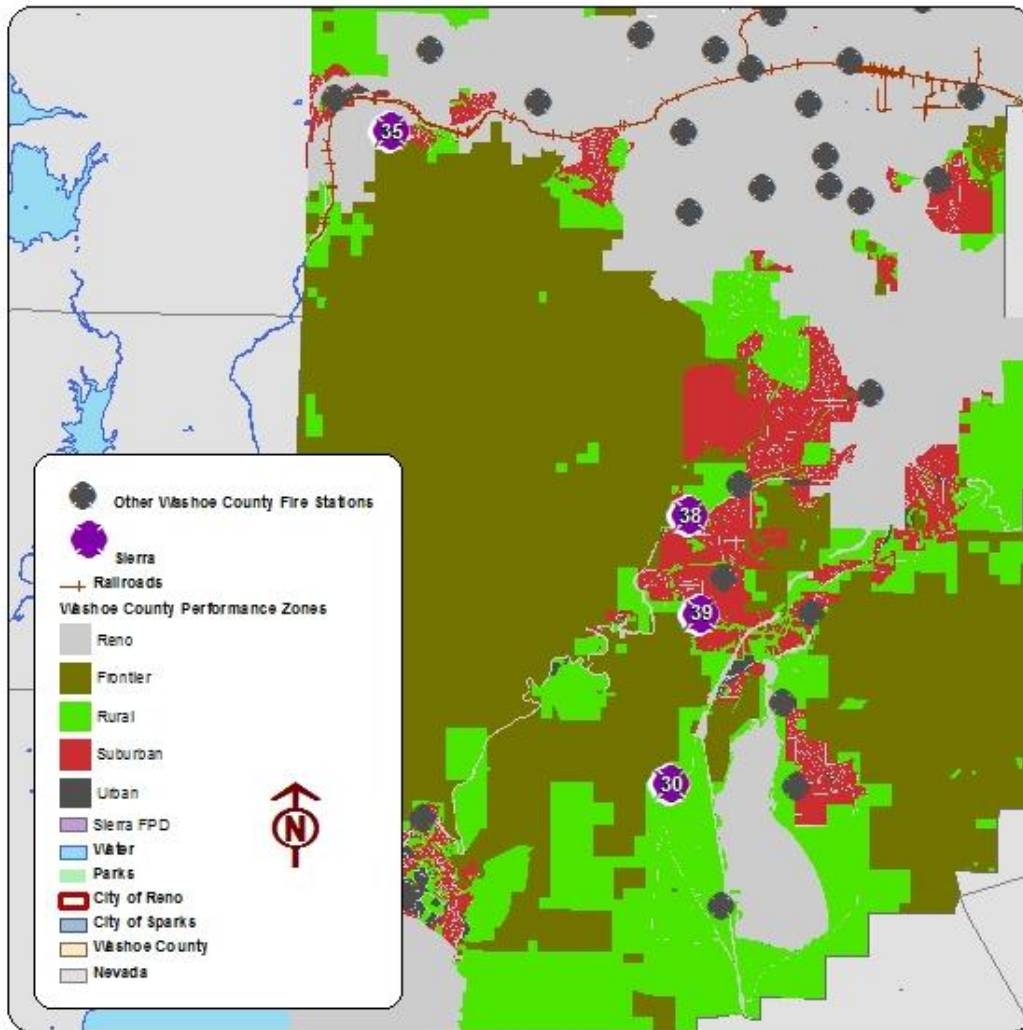 35
38
39
30
Other Washoe County Fire Stations
Sierra
Railroads
Washoe County Performance Zones
Reno
Frontier
Rural
Suburban
Urban
Sierra FPD
Water
Parks
City of Reno
City of Sparks
Washoe County
Nevada
N